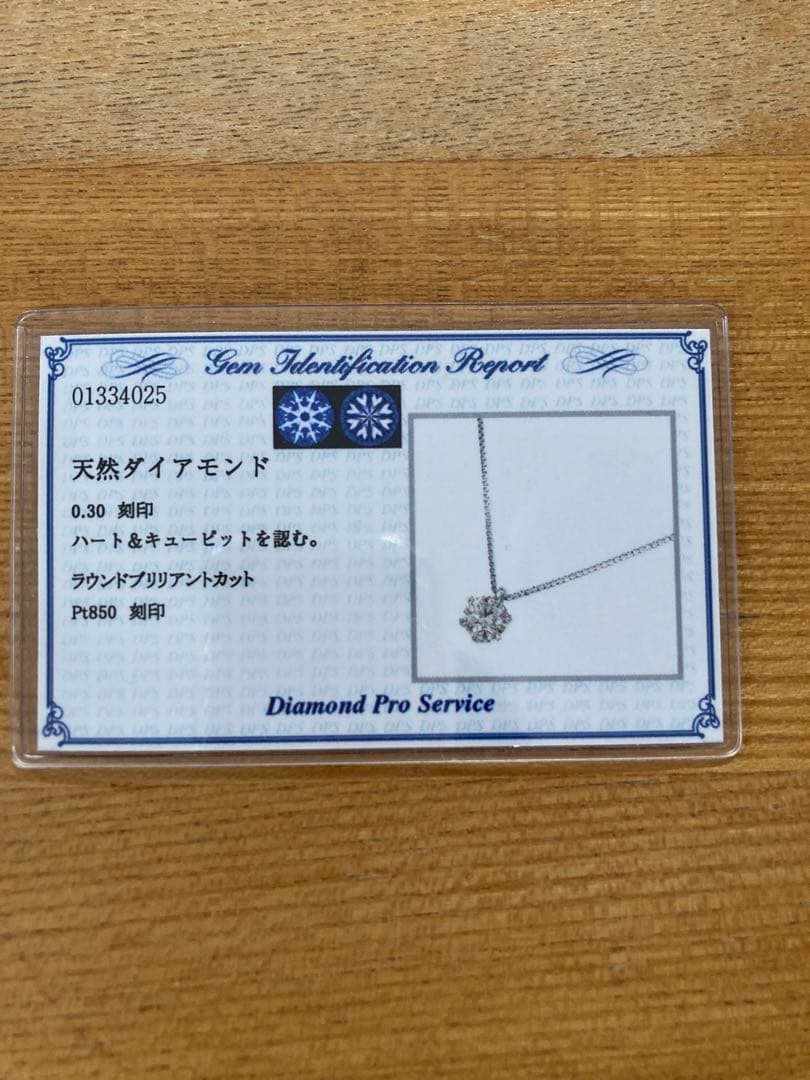 Gem Identification Report
01334025
天然ダイアモンド
0.30 刻印
ハート&キューピットを認む。
ラウンドブリリアントカット
Pt850 刻印
Diamond Pro Service